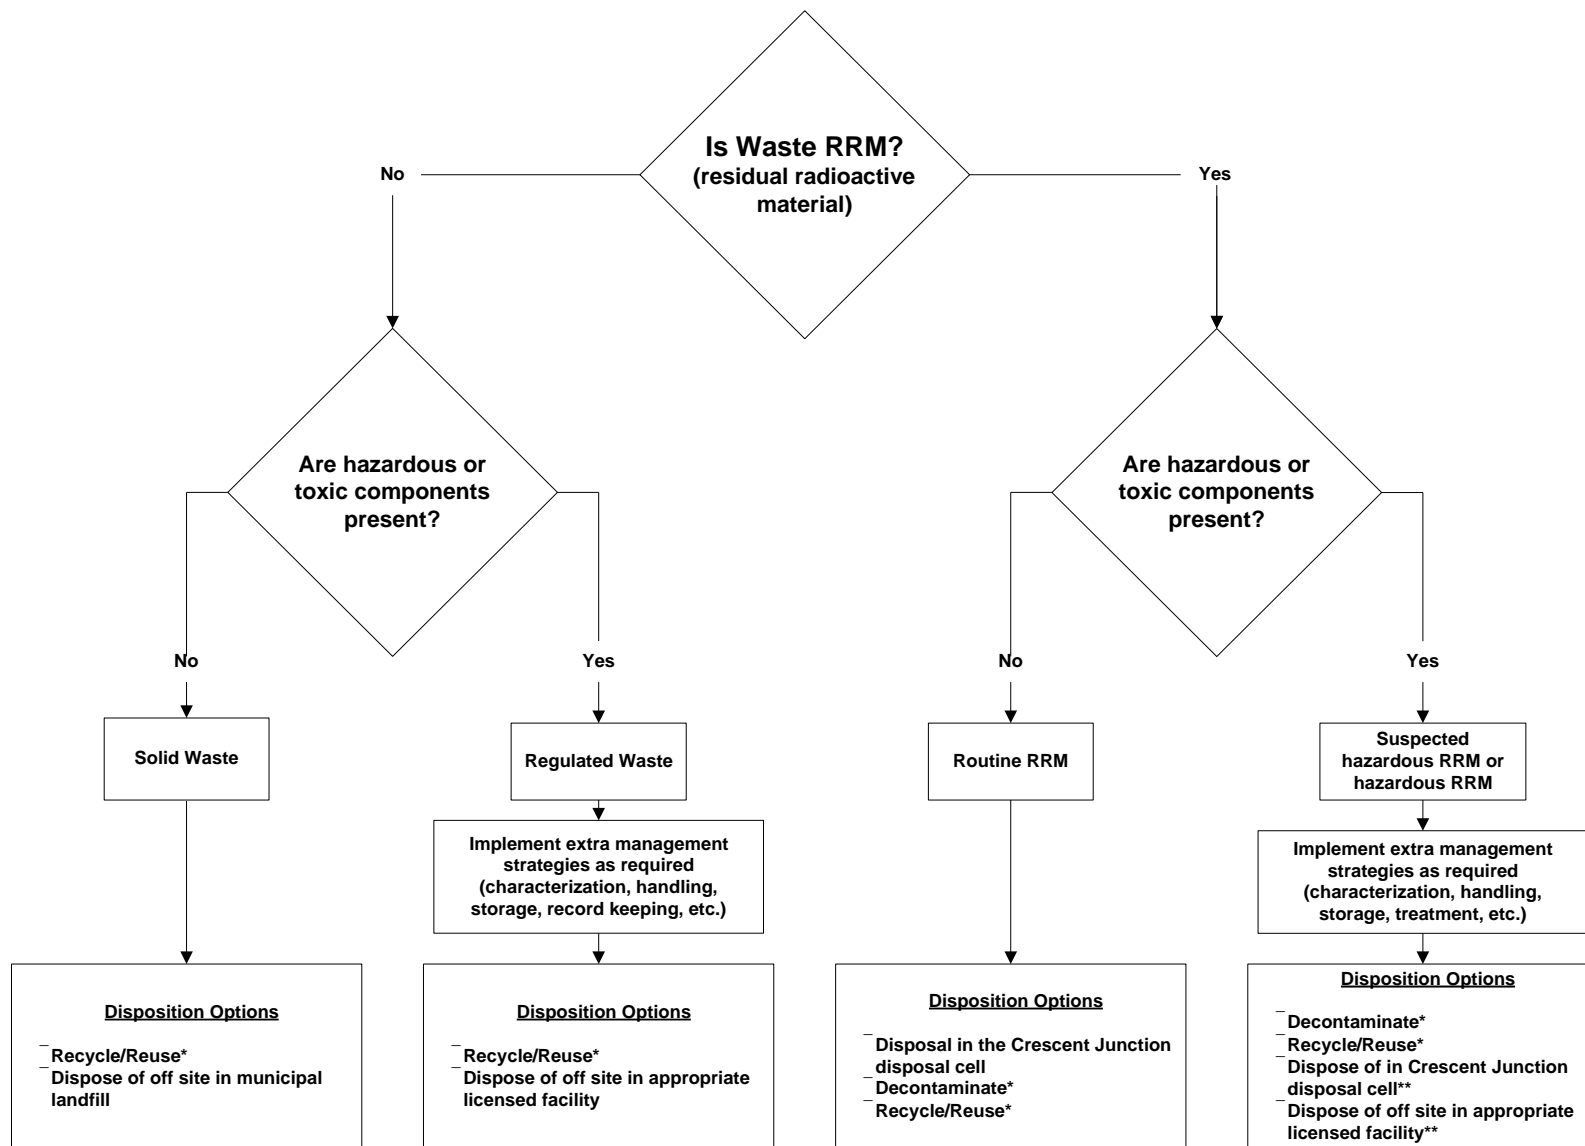 Is Waste RRM?
(residual radioactive
material)
No
Yes
Are hazardous or
toxic components
present?
Are hazardous or
toxic components
present?
No
Yes
No
Yes
Solid Waste
Regulated Waste
Routine RRM
Suspected
hazardous RRM or
hazardous RRM
Implement extra management
strategies as required
(characterization, handling,
storage, record keeping, etc.)
Implement extra management
strategies as required
(characterization, handling,
storage, treatment, etc.)
Disposition Options
¯ Recycle/Reuse*
¯ Dispose of off site in municipal
landfill
Disposition Options
¯ Recycle/Reuse*
¯ Dispose of off site in appropriate
licensed facility
Disposition Options
¯ Disposal in the Crescent Junction
disposal cell
¯ Decontaminate*
¯ Recycle/Reuse*
Disposition Options
¯ Decontaminate*
¯ Recycle/Reuse*
¯ Dispose of in Crescent Junction
disposal cell**
¯ Dispose of off site in appropriate
licensed facility**